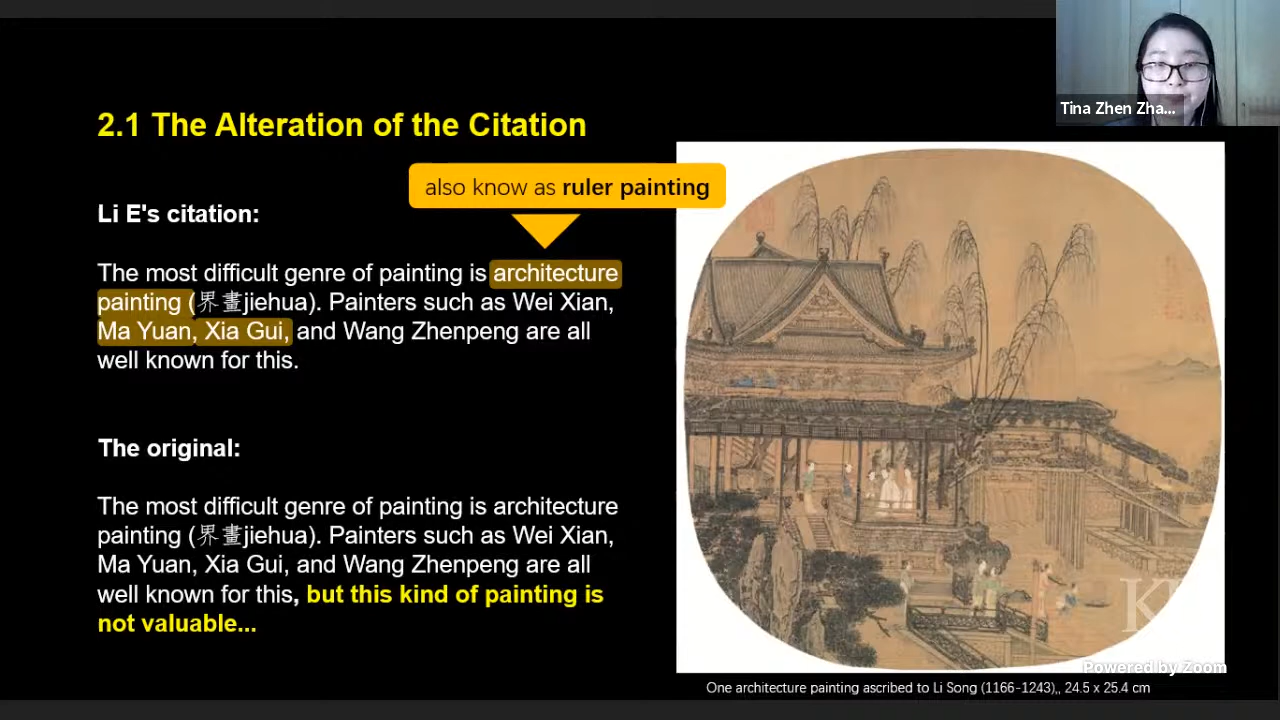 Tina Zhen Zha...
2.1 The Alteration of the Citation
also know as ruler painting
Li E's citation:
The most difficult genre of painting is architecture
painting (界畫jiehua). Painters such as Wei Xian,
Ma Yuan, Xia Gui, and Wang Zhenpeng are all
well known for this.
The original:
The most difficult genre of painting is architecture
painting (界畫jiehua). Painters such as Wei Xian,
Ma Yuan, Xia Gui, and Wang Zhenpeng are all
well known for this, but this kind of painting is
not valuable...
Powered by Zoom
One architecture painting ascribed to Li Song (1166-1243),, 24.5 x 25.4 cm